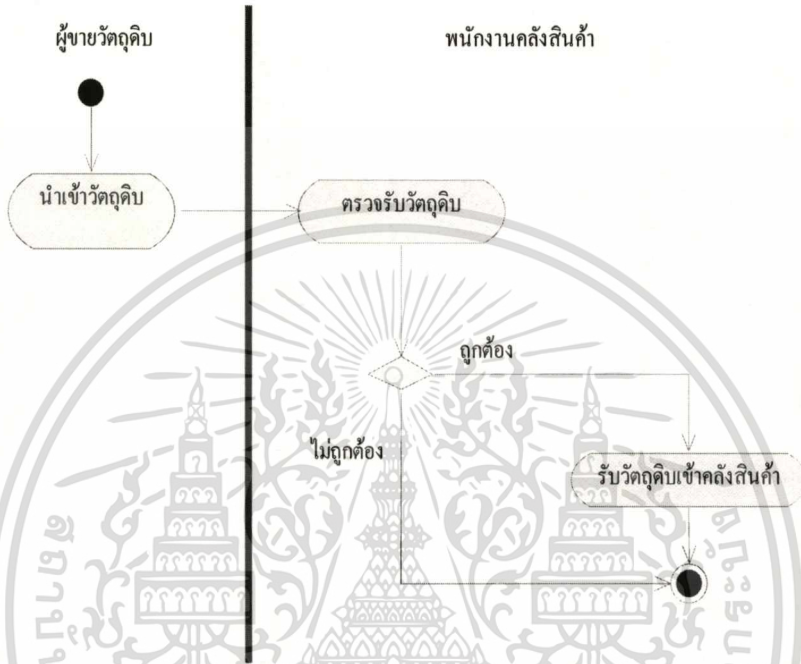 ผู้ขายวัตถุดิบ
พนักงานคลังสินค้า
นำเข้าวัตถุดิบ
ตรวจรับวัตถุดิบ
ถูกต้อง
ไม่ถูกต้อง
รับวัตถุดิบเข้าคลังสินค้า